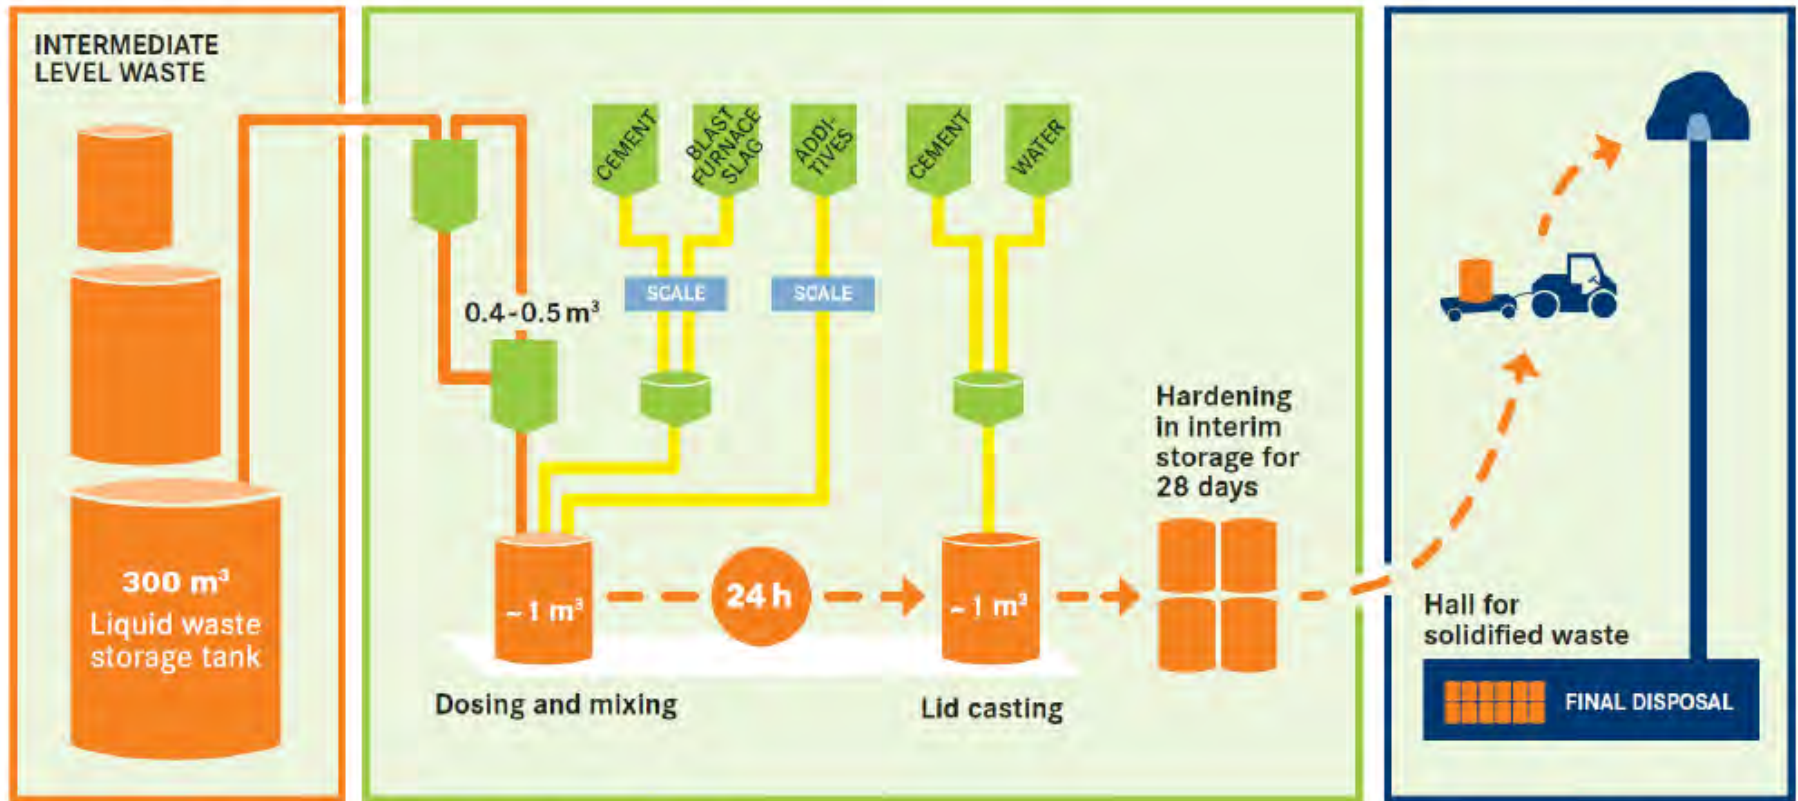 INTERMEDIATE
LEVEL WASTE
300 m³
Liquid waste
storage tank
CEMENT
BLAST
FURNACE
SLAG
ADDI-
TIVES
CEMENT
WATER
SCALE
SCALE
0.4-0.5 m³
~1 m³
24 h
~1 m³
Dosing and mixing
Lid casting
Hardening
in interim
storage for
28 days
Hall for
solidified waste
FINAL DISPOSAL